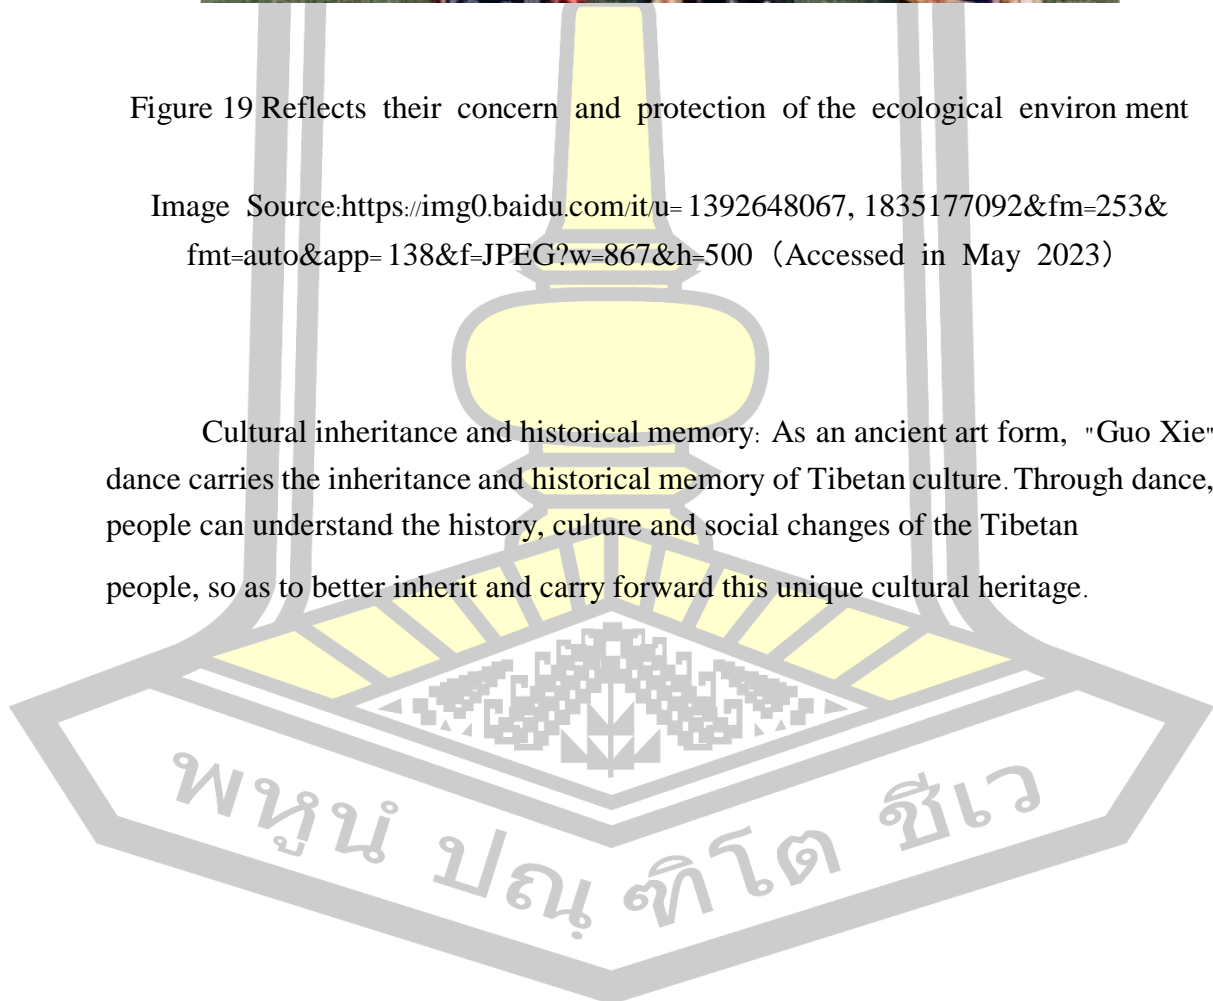 Figure 19 Reflects their concern and protection of the ecological environ ment
Image Source:https://img0.baidu.com/it/u= 1392648067, 1835177092&fm=253&
fmt=auto&app= 138&f=JPEG?w=867&h=500（Accessed in May 2023）
Cultural inheritance and historical memory: As an ancient art form, "Guo Xie"
dance carries the inheritance and historical memory of Tibetan culture. Through dance,
people can understand the history, culture and social changes of the Tibetan
people, so as to better inherit and carry forward this unique cultural heritage.
พหูนํ ปณฺ ฑิโต ชีเว